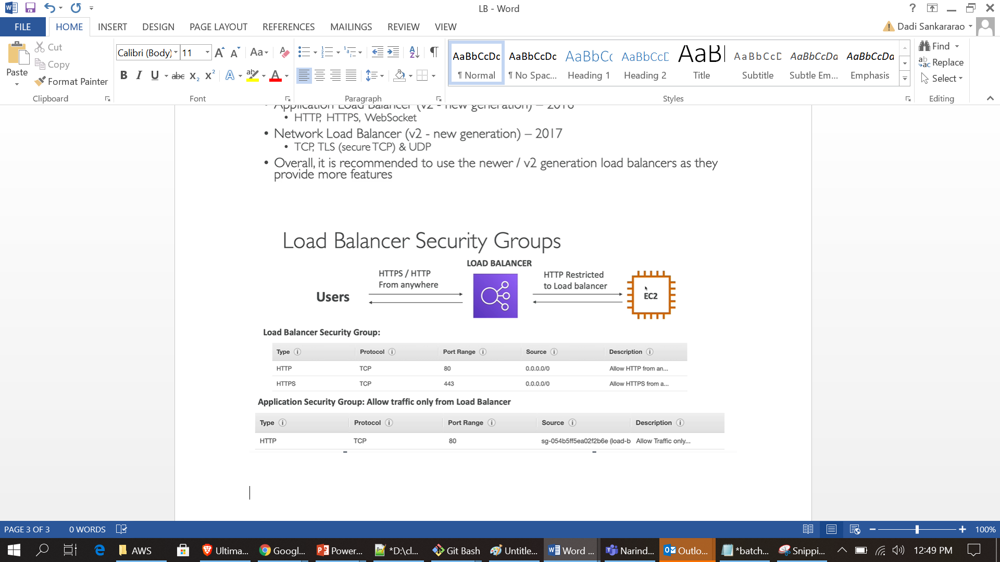 LB - Word
?
FILE HOME INSERT DESIGN PAGE LAYOUT REFERENCES MAILINGS REVIEW VIEW
Dadi Sankararao
Paste
Cut
Copy
Format Painter
Clipboard
Calibri (Body) 11
Font
Paragraph
AaBbCcDc AaBbCcDc AaBbCc AaBbCcD AaBl AaBbCcD AaBbCcDa AaBbCcDa
¶ Normal ¶ No Spac... Heading 1 Heading 2 Title Subtitle Subtle Em... Emphasis
Styles
Find
Replace
Select
Editing
• Application Load Balancer (v2 - new generation) – 2016
• HTTP, HTTPS, WebSocket
• Network Load Balancer (v2 - new generation) – 2017
• TCP, TLS (secure TCP) & UDP
• Overall, it is recommended to use the newer / v2 generation load balancers as they
provide more features
Load Balancer Security Groups
LOAD BALANCER
HTTPS / HTTP
From anywhere
HTTP Restricted
to Load balancer
Users
EC2
Load Balancer Security Group:
Type Protocol Port Range Source Description
HTTP TCP 80 0.0.0.0/0 Allow HTTP from an...
HTTPS TCP 443 0.0.0.0/0 Allow HTTPS from a...
Application Security Group: Allow traffic only from Load Balancer
Type Protocol Port Range Source Description
HTTP TCP 80 sg-054b5ff5ea02f2b6e (load-b Allow Traffic only...
PAGE 3 OF 3 0 WORDS
100%
AWS Ultima... Googl... Power... *D:\cl... Git Bash Untitle... Word ... Narind... Outlo... *batch... Snippi... 12:49 PM